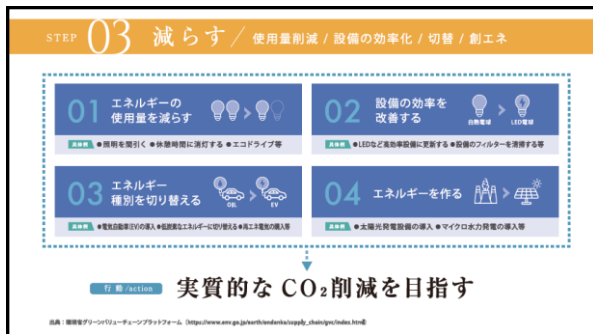 STEP 03 減らす / 使用量削減 / 設備の効率化 / 切替 / 創エネ
01 エネルギーの
使用量を減らす
具体例 ●照明を間引く ●休憩時間に消灯する ●エコドライブ等
02 設備の効率を
改善する
白熱電球 LED電球
具体例 ●LEDなど高効率設備に更新する ●設備のフィルターを清掃する等
03 エネルギー
種別を切り替える
OIL EV
具体例 ●電気自動車(EV)の導入 ●低炭素なエネルギーに切り替える ●再エネ電気の購入等
04 エネルギーを作る
具体例 ●太陽光発電設備の導入 ●マイクロ水力発電の導入等
行動/action 実質的なCO₂削減を目指す
出典:環境省グリーンバリューチェーンプラットフォーム(https://www.env.go.jp/earth/ondanka/supply_chain/gvc/index.html)